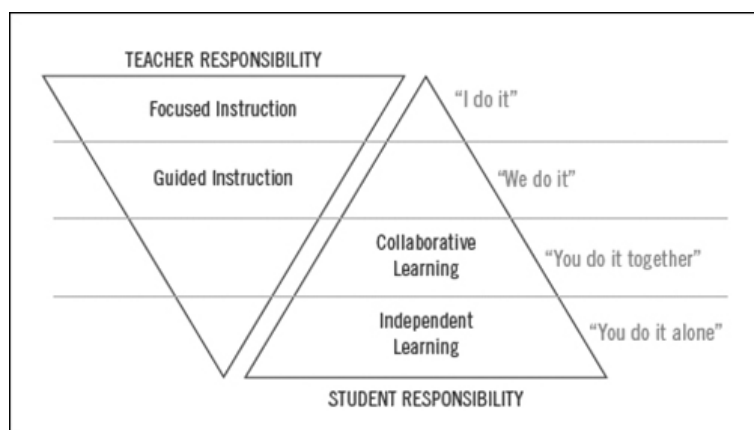 TEACHER RESPONSIBILITY
Focused Instruction
“I do it”
Guided Instruction
“We do it”
Collaborative
Learning
“You do it together”
Independent
Learning
“You do it alone”
STUDENT RESPONSIBILITY